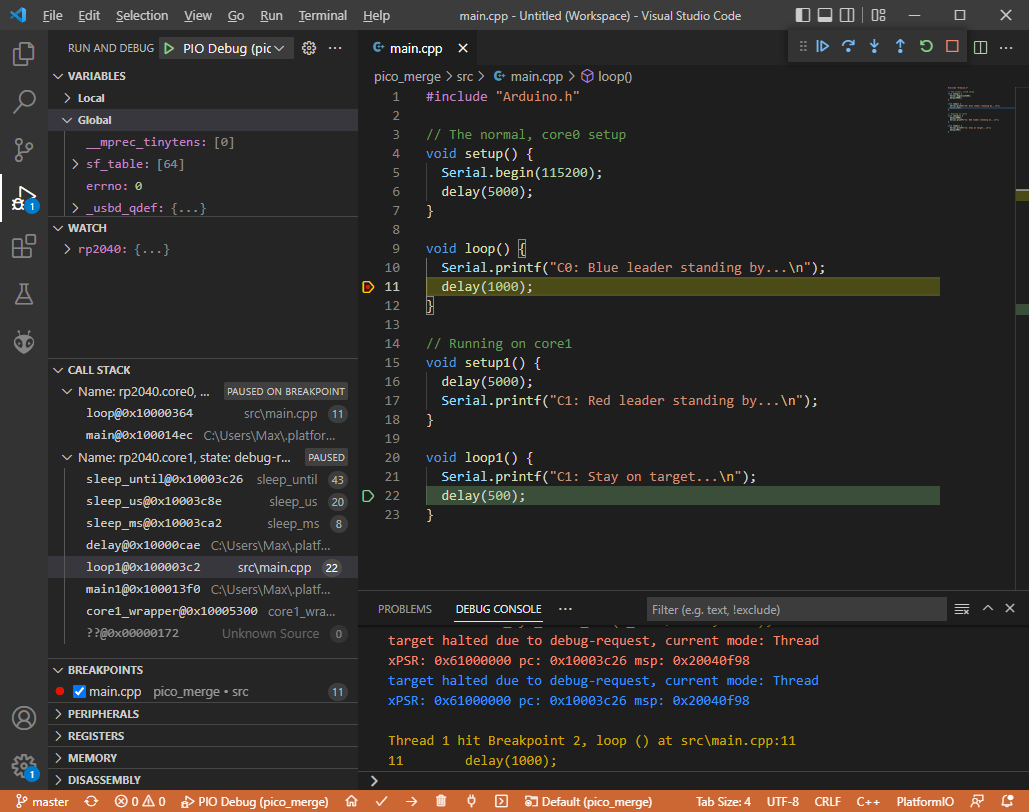 File Edit Selection View Go Run Terminal Help main.cpp - Untitled (Workspace) - Visual Studio Code
RUN AND DEBUG PIO Debug (pic
VARIABLES
Local
Global
__mprec_tinytens: [0]
sf_table: [64]
errno: 0
_usbd_qdef: {...}
WATCH
rp2040: {...}
CALL STACK
Name: rp2040.core0, ... PAUSED ON BREAKPOINT
loop@0x10000364 src\main.cpp 11
main@0x100014ec C:\Users\Max\.platfor...
Name: rp2040.core1, state: debug-r... PAUSED
sleep_until@0x10003c26 sleep_until 43
sleep_us@0x10003c8e sleep_us 20
sleep_ms@0x10003ca2 sleep_ms 8
delay@0x10000cae C:\Users\Max\.platf...
loop1@0x100003c2 src\main.cpp 22
main1@0x100013f0 C:\Users\Max\.platf...
core1_wrapper@0x10005300 core1_wra...
??@0x00000172 Unknown Source 0
BREAKPOINTS
main.cpp pico_merge • src 11
PERIPHERALS
REGISTERS
MEMORY
DISASSEMBLY
1
1
main.cpp
pico_merge > src > main.cpp > loop()
1 #include "Arduino.h"
2
3 // The normal, core0 setup
4 void setup() {
5 Serial.begin(115200);
6 delay(5000);
7 }
8
9 void loop() {
10 Serial.printf("C0: Blue leader standing by...\n");
11 delay(1000);
12 }
13
14 // Running on core1
15 void setup1() {
16 delay(5000);
17 Serial.printf("C1: Red leader standing by...\n");
18 }
19
20 void loop1() {
21 Serial.printf("C1: Stay on target...\n");
22 delay(500);
23 }
PROBLEMS DEBUG CONSOLE ... Filter (e.g. text, !exclude)
target halted due to debug-request, current mode: Thread
xPSR: 0x61000000 pc: 0x10003c26 msp: 0x20040f98
target halted due to debug-request, current mode: Thread
xPSR: 0x61000000 pc: 0x10003c26 msp: 0x20040f98
Thread 1 hit Breakpoint 2, loop () at src\main.cpp:11
11 delay(1000);
master 0 0 PIO Debug (pico_merge) Default (pico_merge) Tab Size: 4 UTF-8 CRLF C++ PlatformIO